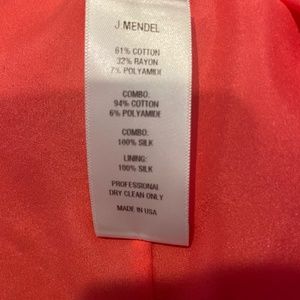 J.MENDEL
61% COTTON
32% RAYON
7% POLYAMIDE
COMBO:
94% COTTON
6% POLYAMIDE
COMBO:
100% SILK
LINING:
100% SILK
PROFESSIONAL
DRY CLEAN ONLY
MADE IN USA